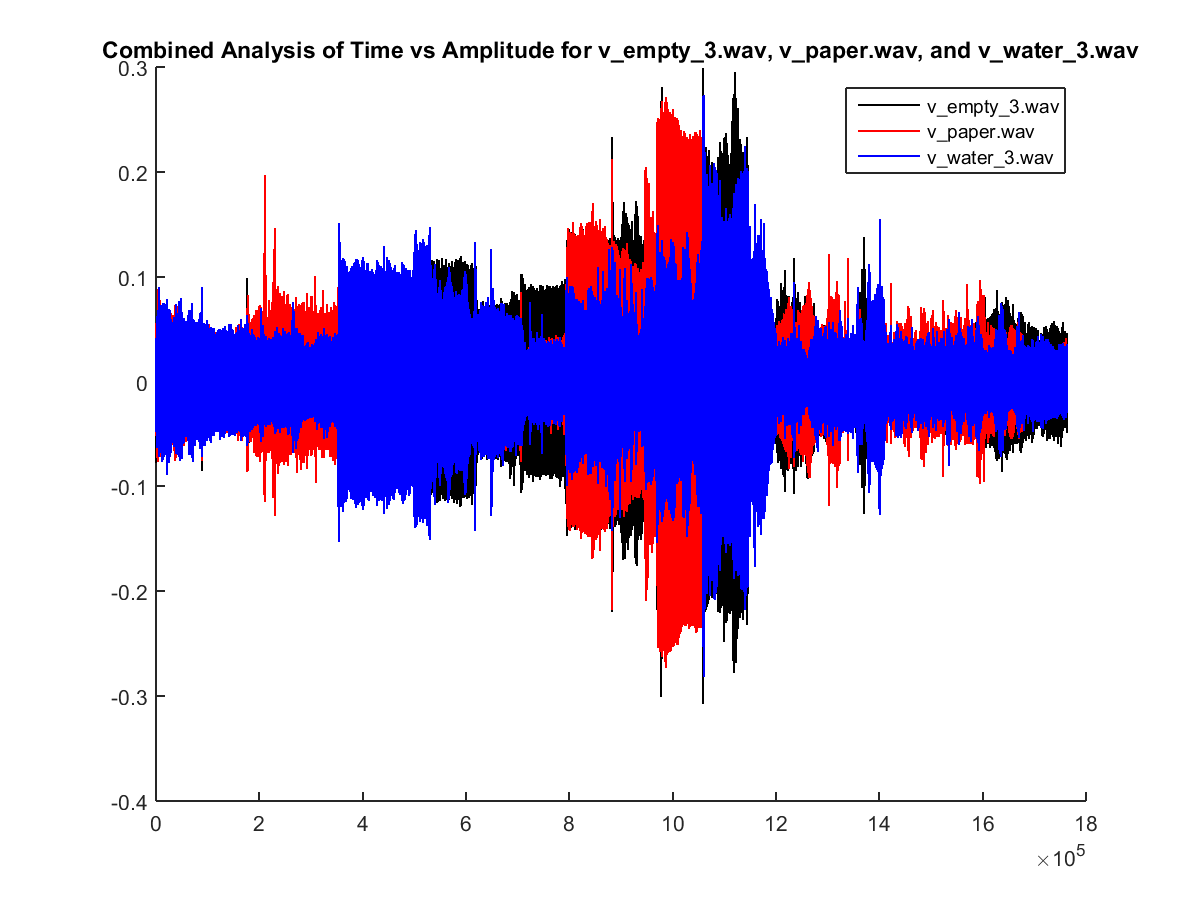 Combined Analysis of Time vs Amplitude for v_empty_3.wav, v_paper.wav, and v_water_3.wav
0.3
v_empty_3.wav
v_paper.wav
v_water_3.wav
0.2
0.1
0
-0.1
-0.2
-0.3
-0.4
0 2 4 6 8 10 12 14 16 18
×10^5